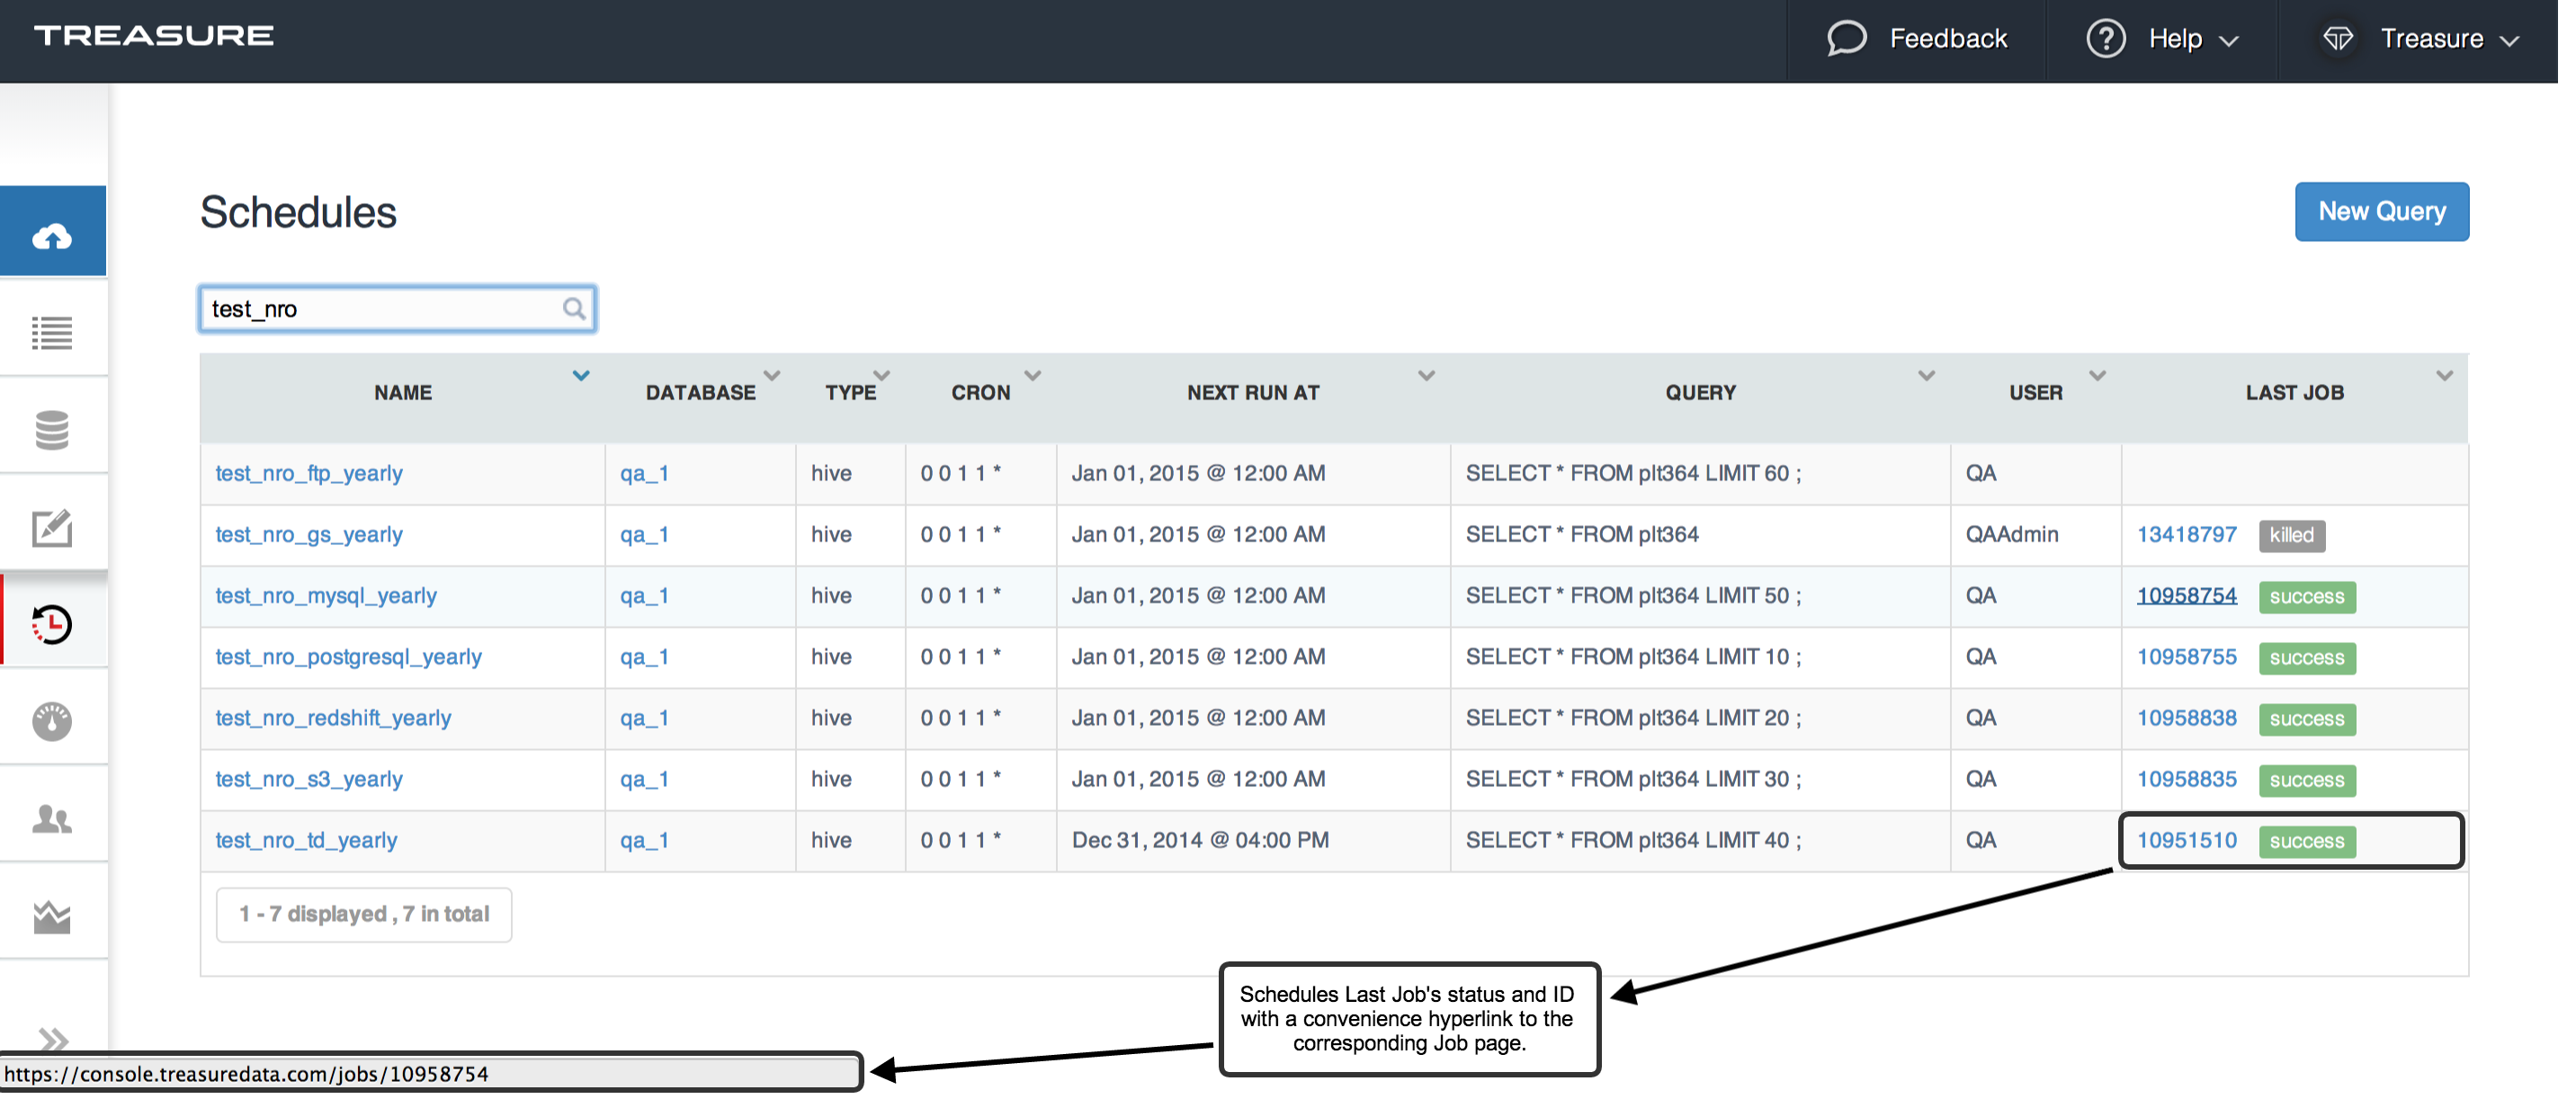 TREASURE
Feedback
Help
Treasure
Schedules
New Query
test_nro
NAME DATABASE TYPE CRON NEXT RUN AT QUERY USER LAST JOB
test_nro_ftp_yearly qa_1 hive 0 0 1 1 * Jan 01, 2015 @ 12:00 AM SELECT * FROM plt364 LIMIT 60 ; QA
test_nro_gs_yearly qa_1 hive 0 0 1 1 * Jan 01, 2015 @ 12:00 AM SELECT * FROM plt364 QAAdmin 13418797 killed
test_nro_mysql_yearly qa_1 hive 0 0 1 1 * Jan 01, 2015 @ 12:00 AM SELECT * FROM plt364 LIMIT 50 ; QA 10958754 success
test_nro_postgresql_yearly qa_1 hive 0 0 1 1 * Jan 01, 2015 @ 12:00 AM SELECT * FROM plt364 LIMIT 10 ; QA 10958755 success
test_nro_redshift_yearly qa_1 hive 0 0 1 1 * Jan 01, 2015 @ 12:00 AM SELECT * FROM plt364 LIMIT 20 ; QA 10958838 success
test_nro_s3_yearly qa_1 hive 0 0 1 1 * Jan 01, 2015 @ 12:00 AM SELECT * FROM plt364 LIMIT 30 ; QA 10958835 success
test_nro_td_yearly qa_1 hive 0 0 1 1 * Dec 31, 2014 @ 04:00 PM SELECT * FROM plt364 LIMIT 40 ; QA 10951510 success
1 - 7 displayed , 7 in total
Schedules Last Job's status and ID
with a convenience hyperlink to the
corresponding Job page.
https://console.treasuredata.com/jobs/10958754